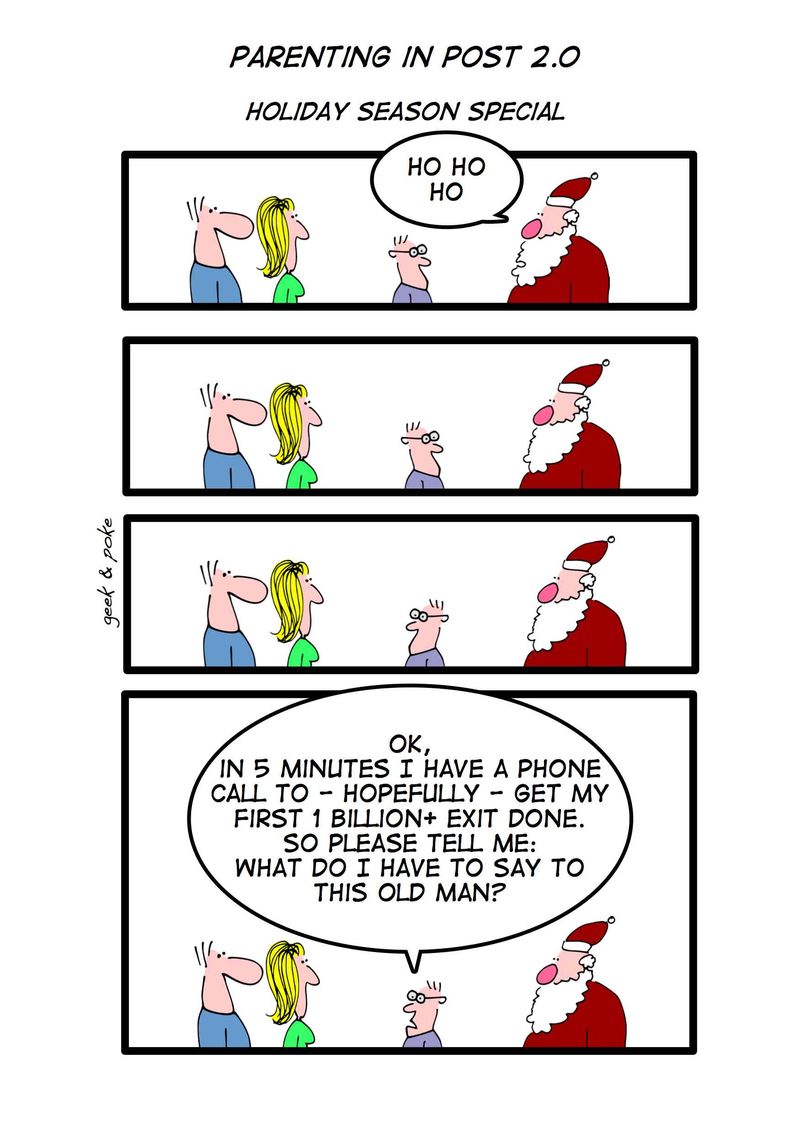 PARENTING IN POST 2.0
HOLIDAY SEASON SPECIAL
HO HO
HO
geek & poke
OK,
IN 5 MINUTES I HAVE A PHONE
CALL TO - HOPEFULLY - GET MY
FIRST 1 BILLION+ EXIT DONE.
SO PLEASE TELL ME:
WHAT DO I HAVE TO SAY TO
THIS OLD MAN?